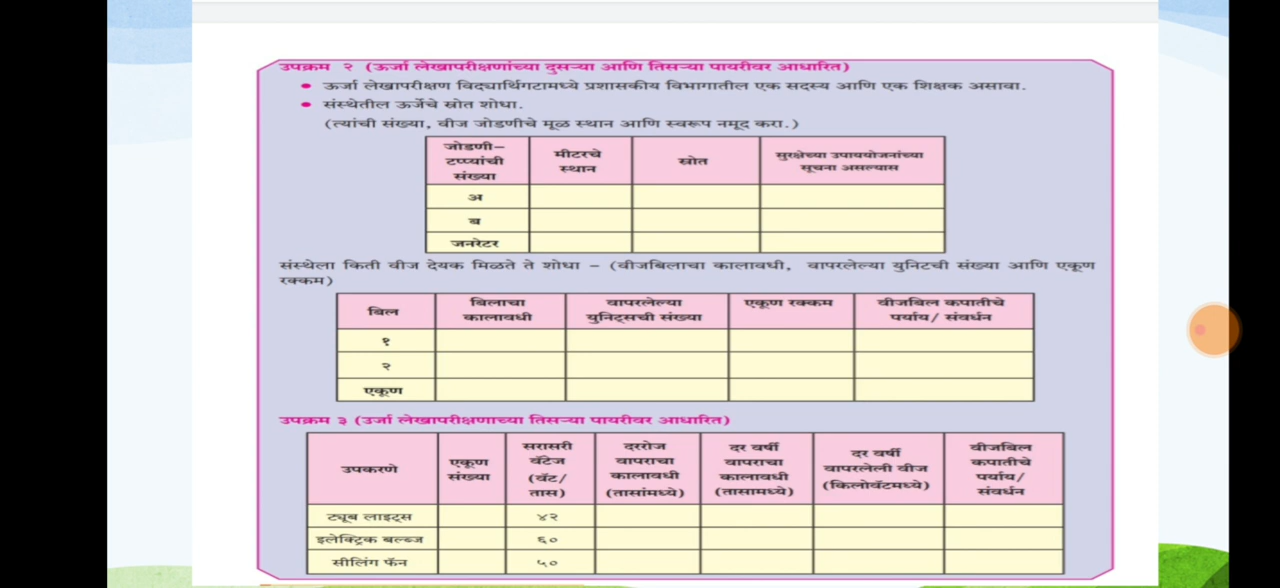 उपक्रम २ (ऊर्जा लेखापरीक्षणांच्या दुसऱ्या आणि तिसऱ्या पायरीवर आधारित)
• ऊर्जा लेखापरीक्षण विद्यार्थिगटामध्ये प्रशासकीय विभागातील एक सदस्य आणि एक शिक्षक असावा.
• संस्थेतील ऊर्जेचे स्रोत शोधा.
(त्यांची संख्या, वीज जोडणीचे मूळ स्थान आणि स्वरूप नमूद करा.)
जोडणी–
टप्प्यांची
संख्या
मीटरचे
स्थान
स्रोत
सुरक्षेच्या उपाययोजनांच्या
सूचना असल्यास
अ
ब
जनरेटर
संस्थेला किती वीज देयक मिळते ते शोधा – (वीजबिलाचा कालावधी, वापरलेल्या युनिटची संख्या आणि एकूण
रक्कम)
बिल
बिलाचा
कालावधी
वापरलेल्या
युनिट्सची संख्या
एकूण रक्कम
वीजबिल कपातीचे
पर्याय/ संवर्धन
१
२
एकूण
उपक्रम ३ (उर्जा लेखापरीक्षणाच्या तिसऱ्या पायरीवर आधारित)
उपकरणे
एकूण
संख्या
सरासरी
वॅटेज
(वॅट/
तास)
दररोज
वापराचा
कालावधी
(तासांमध्ये)
दर वर्षी
वापराचा
कालावधी
(तासामध्ये)
दर वर्षी
वापरलेली वीज
(किलोवॅटमध्ये)
वीजबिल
कपातीचे
पर्याय/
संवर्धन
ट्यूब लाइट्स ४२
इलेक्ट्रिक बल्ब्ज ६०
सीलिंग फॅन ५०